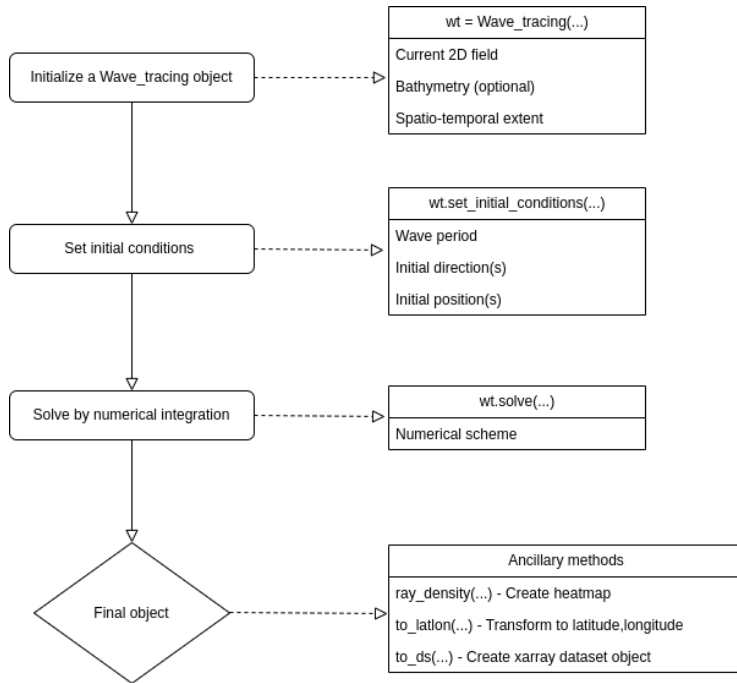 wt = Wave_tracing(...)
Initialize a Wave_tracing object
Current 2D field
Bathymetry (optional)
Spatio-temporal extent
wt.set_initial_conditions(...)
Set initial conditions
Wave period
Initial direction(s)
Initial position(s)
wt.solve(...)
Solve by numerical integration
Numerical scheme
Ancillary methods
Final object
ray_density(...) - Create heatmap
to_latlon(...) - Transform to latitude,longitude
to_ds(...) - Create xarray dataset object